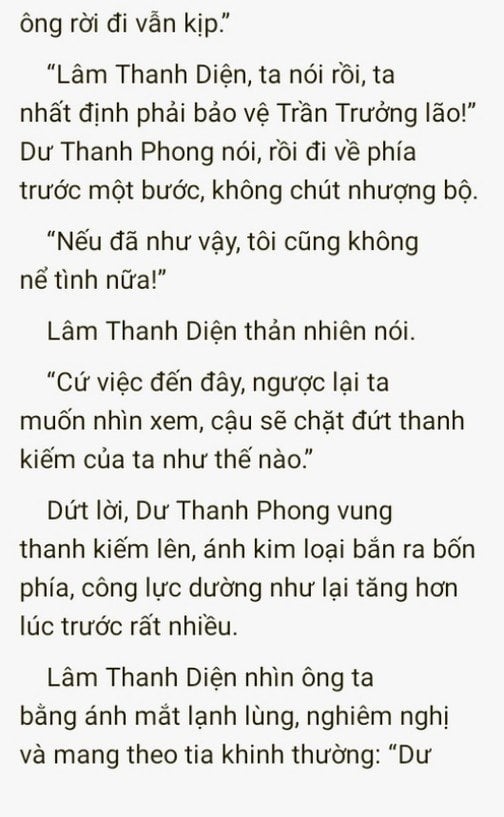 ông rời đi vẫn kịp.”
“Lâm Thanh Diện, ta nói rồi, ta
nhất định phải bảo vệ Trần Trưởng lão!”
Dư Thanh Phong nói, rồi đi về phía
trước một bước, không chút nhượng bộ.
“Nếu đã như vậy, tôi cũng không
nể tình nữa!”
Lâm Thanh Diện thản nhiên nói.
“Cứ việc đến đây, ngược lại ta
muốn nhìn xem, cậu sẽ chặt đứt thanh
kiếm của ta như thế nào.”
Dứt lời, Dư Thanh Phong vung
thanh kiếm lên, ánh kim loại bắn ra bốn
phía, công lực dường như lại tăng hơn
lúc trước rất nhiều.
Lâm Thanh Diện nhìn ông ta
bằng ánh mắt lạnh lùng, nghiêm nghị
và mang theo tia khinh thường: “Dư